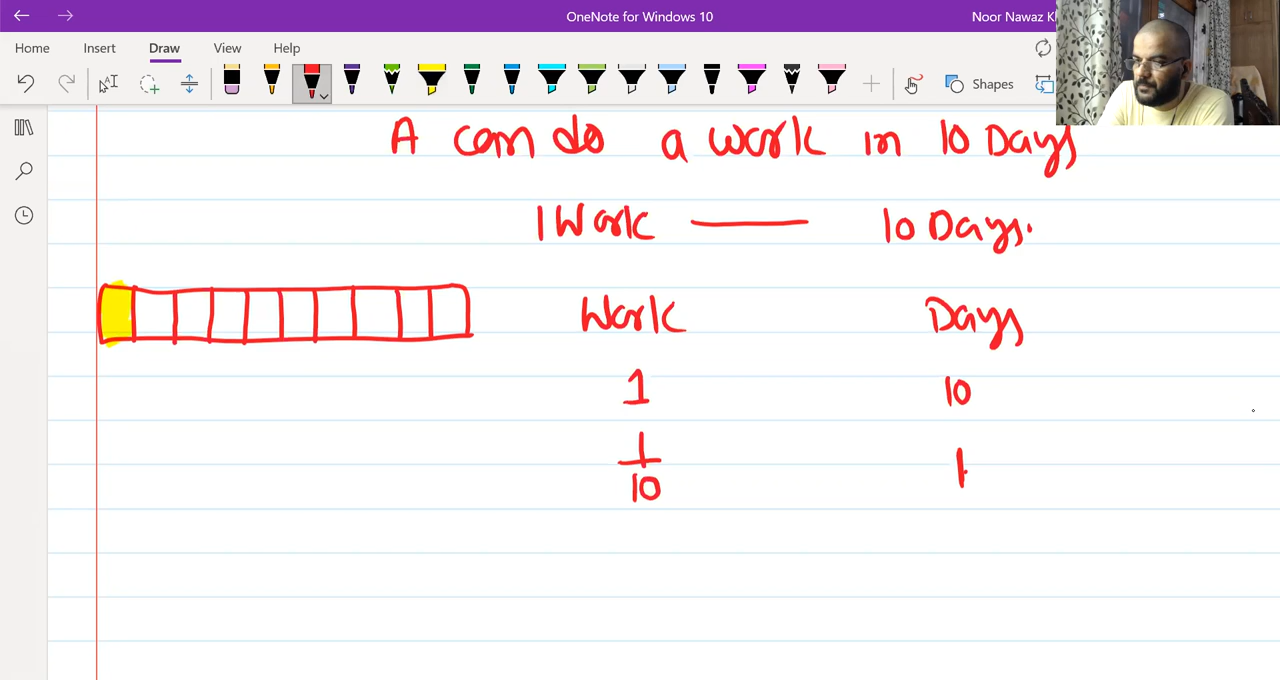 OneNote for Windows 10
Noor Nawaz Kh
Home Insert Draw View Help
Shapes
A can do a work in 10 Days
1 Work — 10 Days.
Work Days
1 10
1/10 1